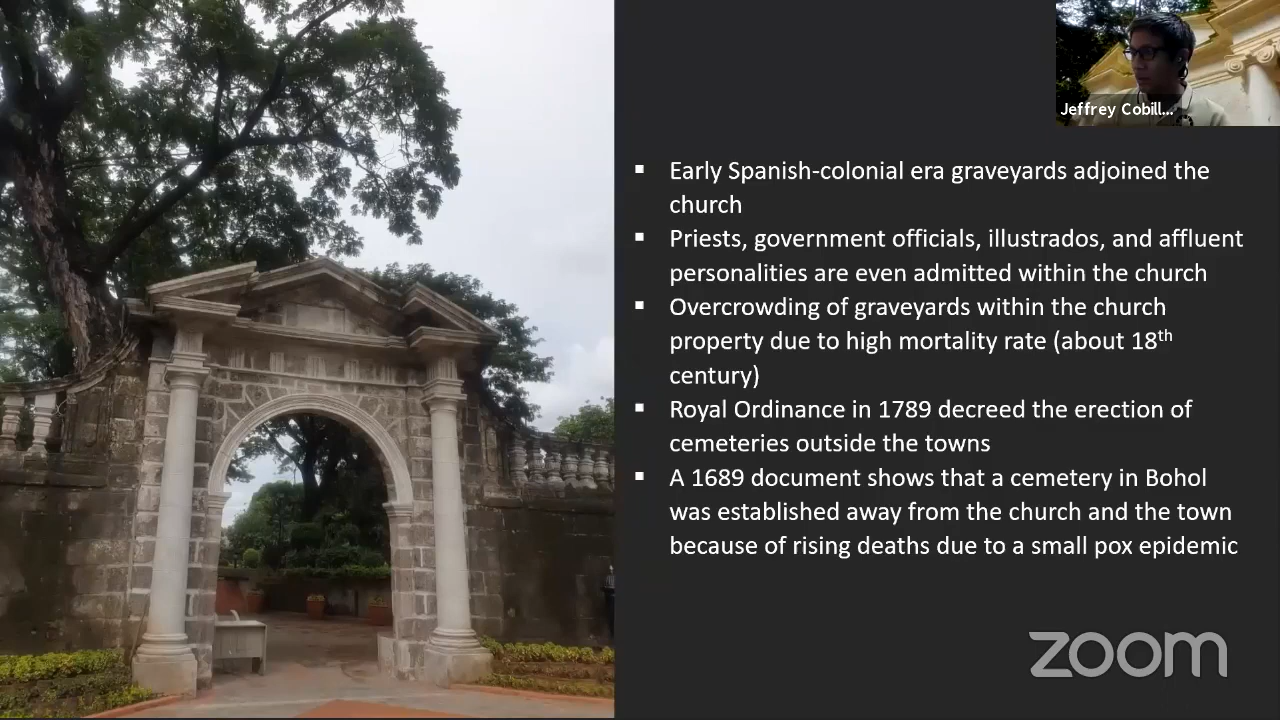 Jeffrey Cobill...
▪ Early Spanish-colonial era graveyards adjoined the
church
▪ Priests, government officials, illustrados, and affluent
personalities are even admitted within the church
▪ Overcrowding of graveyards within the church
property due to high mortality rate (about 18th
century)
▪ Royal Ordinance in 1789 decreed the erection of
cemeteries outside the towns
▪ A 1689 document shows that a cemetery in Bohol
was established away from the church and the town
because of rising deaths due to a small pox epidemic
zoom